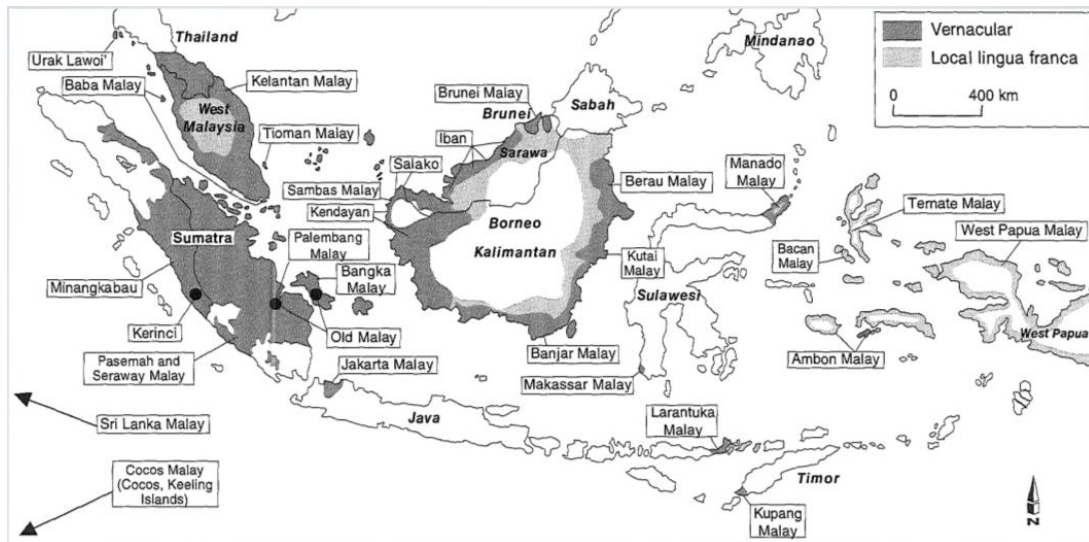 Thailand
Mindanao
Vernacular
Local lingua franca
0 400 km
Urak Lawoi'
Baba Malay
Kelantan Malay
West
Malaysia
Tioman Malay
Brunei Malay
Brunei
Sabah
Iban
Sarawa
Salako
Sambas Malay
Kendayan
Berau Malay
Manado
Malay
Ternate Malay
West Papua Malay
Borneo
Kalimantan
Sumatra
Palembang
Malay
Bangka
Malay
Kutai
Malay
Bacan
Malay
Minangkabau
Sulawesi
Kerinci
Old Malay
West Papua
Pasemah and
Seraway Malay
Jakarta Malay
Banjar Malay
Ambon Malay
Makassar Malay
Java
Larantuka
Malay
Sri Lanka Malay
Cocos Malay
(Cocos, Keeling
Islands)
Timor
Kupang
Malay
N